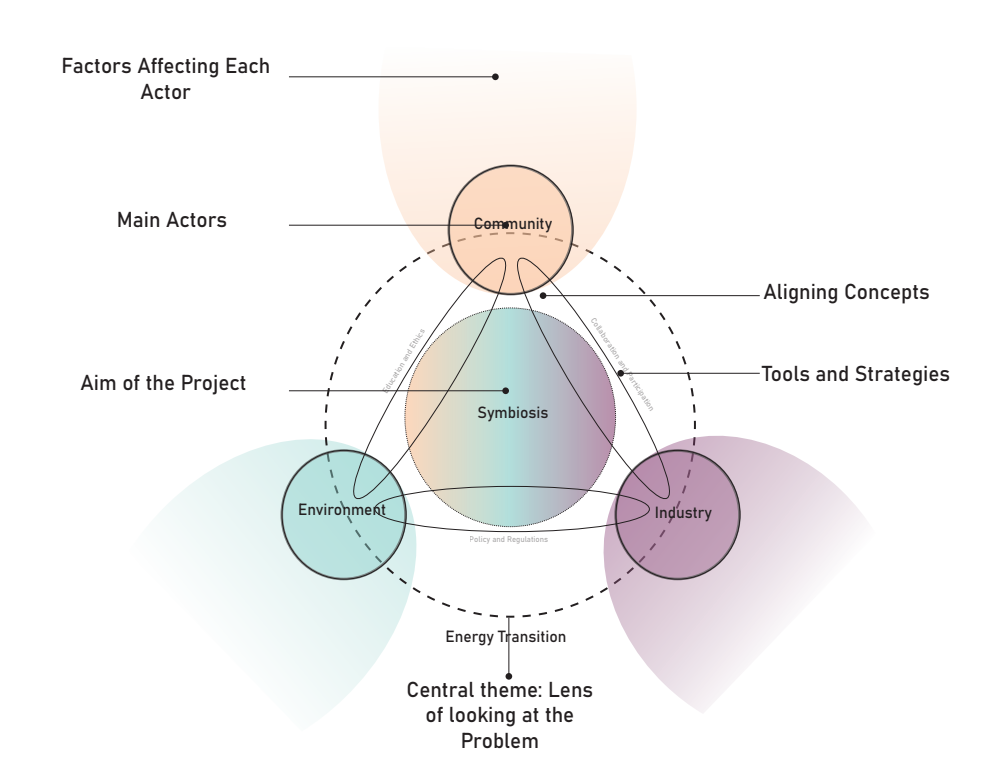 Factors Affecting Each
Actor
Main Actors
Community
Aligning Concepts
Education and Ethics
Collaboration and Participation
Tools and Strategies
Aim of the Project
Symbiosis
Environment
Industry
Policy and Regulations
Energy Transition
Central theme: Lens
of looking at the
Problem